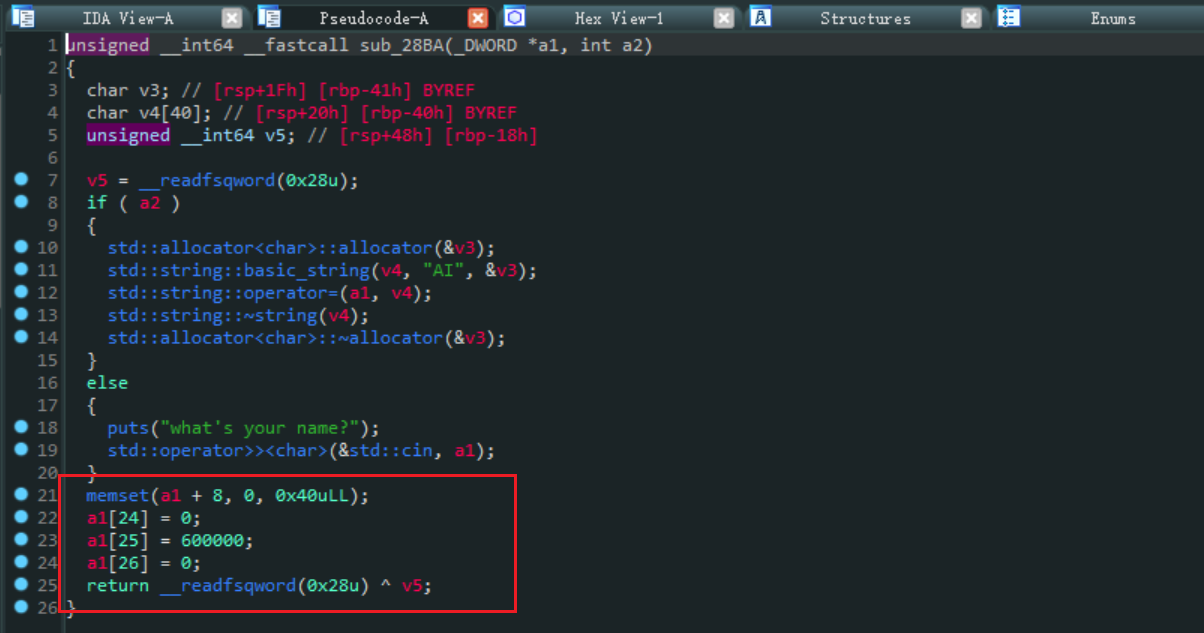 IDA View-A Pseudocode-A Hex View-1 Structures Enums
1 unsigned __int64 __fastcall sub_28BA(_DWORD *a1, int a2)
2 {
3 char v3; // [rsp+1Fh] [rbp-41h] BYREF
4 char v4[40]; // [rsp+20h] [rbp-40h] BYREF
5 unsigned __int64 v5; // [rsp+48h] [rbp-18h]
6
7 v5 = __readfsqword(0x28u);
8 if ( a2 )
9 {
10 std::allocator<char>::allocator(&v3);
11 std::string::basic_string(v4, "AI", &v3);
12 std::string::operator=(a1, v4);
13 std::string::~string(v4);
14 std::allocator<char>::~allocator(&v3);
15 }
16 else
17 {
18 puts("what's your name?");
19 std::operator>><char>(&std::cin, a1);
20 }
21 memset(a1 + 8, 0, 0x40uLL);
22 a1[24] = 0;
23 a1[25] = 600000;
24 a1[26] = 0;
25 return __readfsqword(0x28u) ^ v5;
26 }